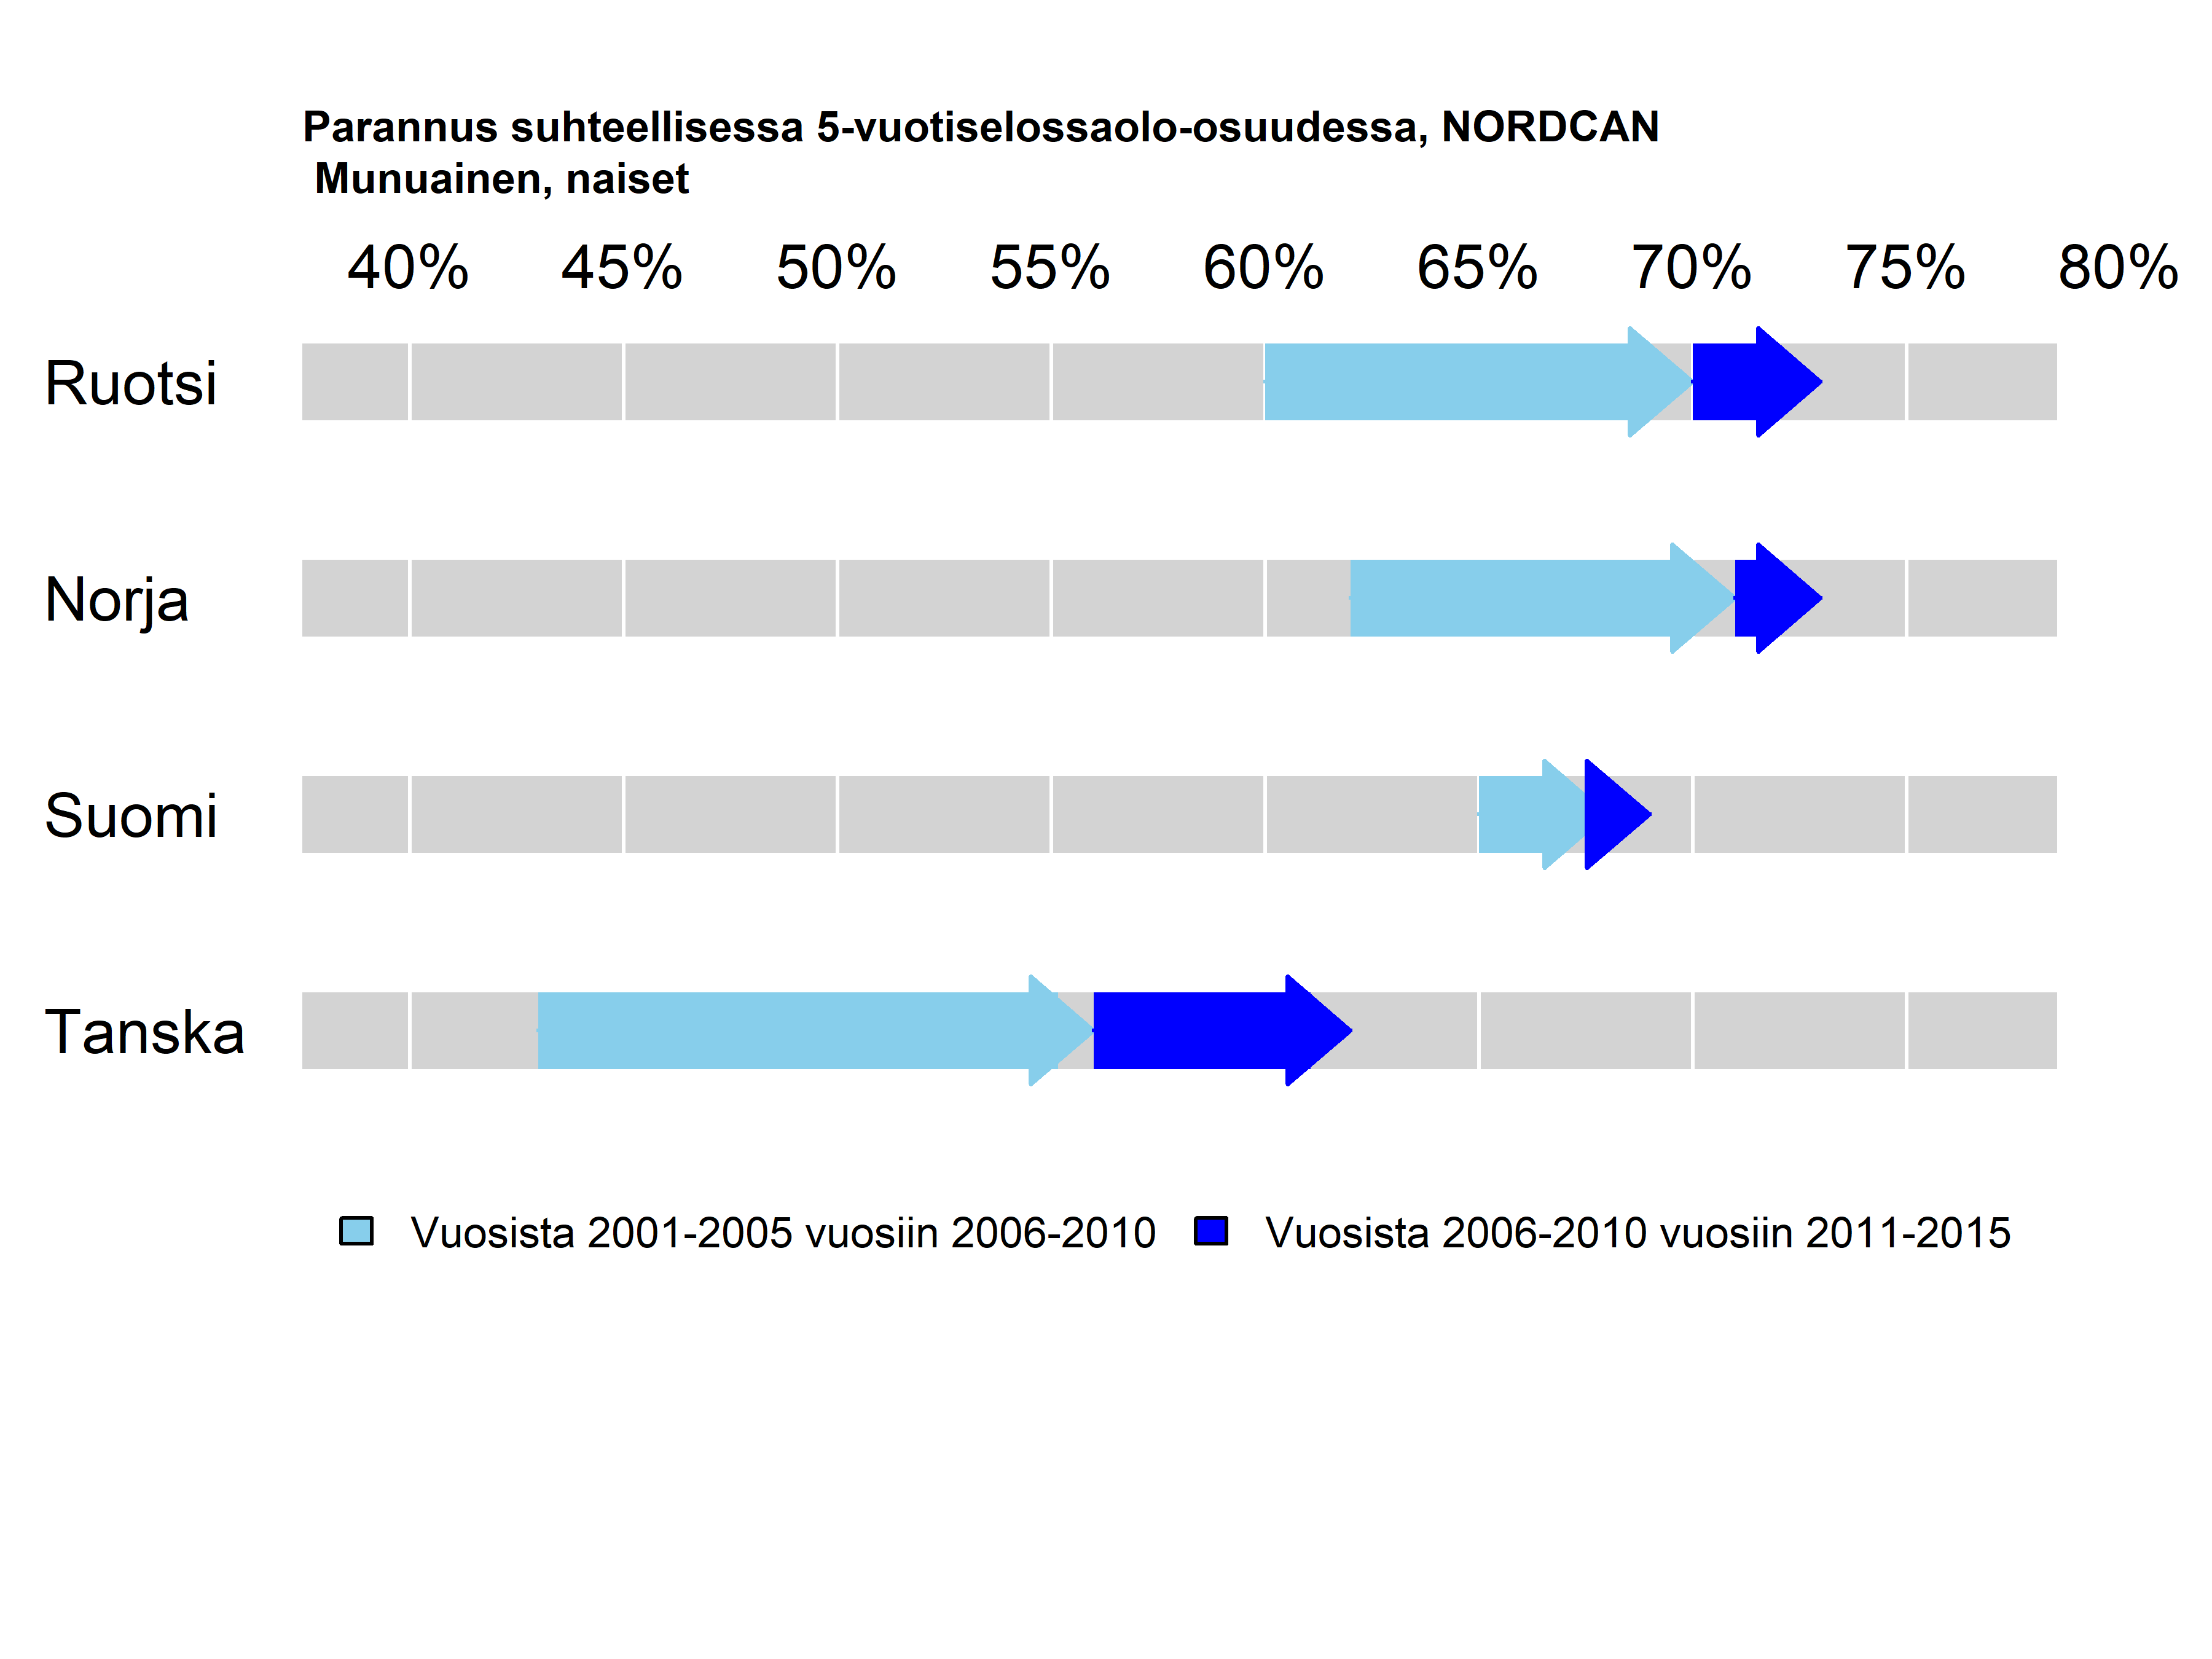 Parannus suhteellisessa 5-vuotiselossaolo-osuudessa, NORDCAN
Munuainen, naiset
40% 45% 50% 55% 60% 65% 70% 75% 80%
Ruotsi
Norja
Suomi
Tanska
Vuosista 2001-2005 vuosiin 2006-2010 Vuosista 2006-2010 vuosiin 2011-2015